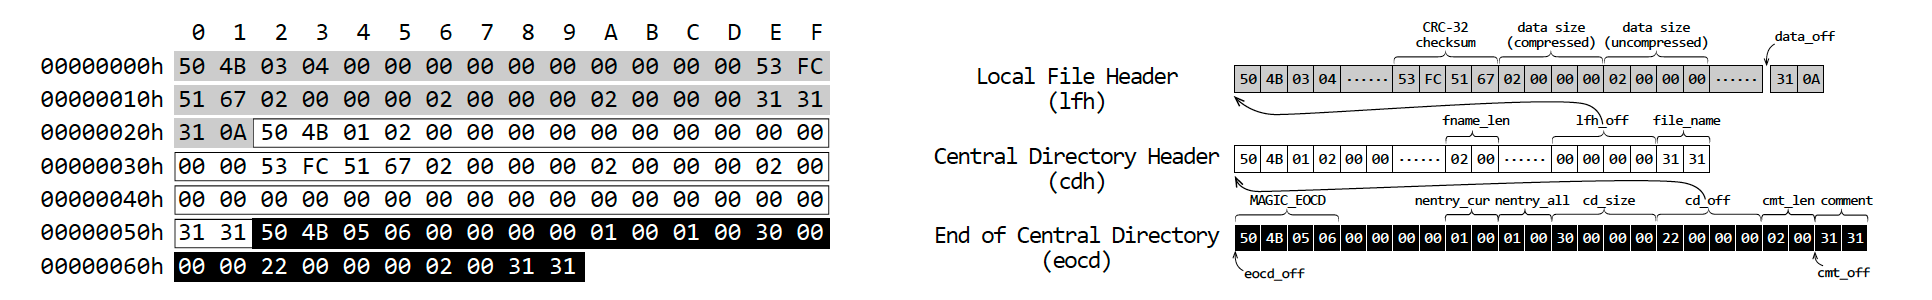 0 1 2 3 4 5 6 7 8 9 A B C D E F
00000000h 50 4B 03 04 00 00 00 00 00 00 00 00 00 00 53 FC
00000010h 51 67 02 00 00 00 02 00 00 00 02 00 00 00 31 31
00000020h 31 0A 50 4B 01 02 00 00 00 00 00 00 00 00 00 00
00000030h 00 00 53 FC 51 67 02 00 00 00 02 00 00 00 02 00
00000040h 00 00 00 00 00 00 00 00 00 00 00 00 00 00 00 00
00000050h 31 31 50 4B 05 06 00 00 00 00 01 00 01 00 30 00
00000060h 00 00 22 00 00 00 02 00 31 31
CRC-32 checksum
data size (compressed)
data size (uncompressed)
data_off
Local File Header
(lfh)
50 4B 03 04 ...... 53 FC 51 67 02 00 00 00 02 00 00 00 ...... 31 0A
fname_len lfh_off file_name
Central Directory Header
(cdh)
50 4B 01 02 00 00 ...... 02 00 ...... 00 00 00 00 31 31
MAGIC_EOCD nentry_cur nentry_all cd_size cd_off cmt_len comment
End of Central Directory
(eocd)
50 4B 05 06 00 00 00 00 01 00 01 00 30 00 00 00 22 00 00 00 02 00 31 31
eocd_off cmt_off